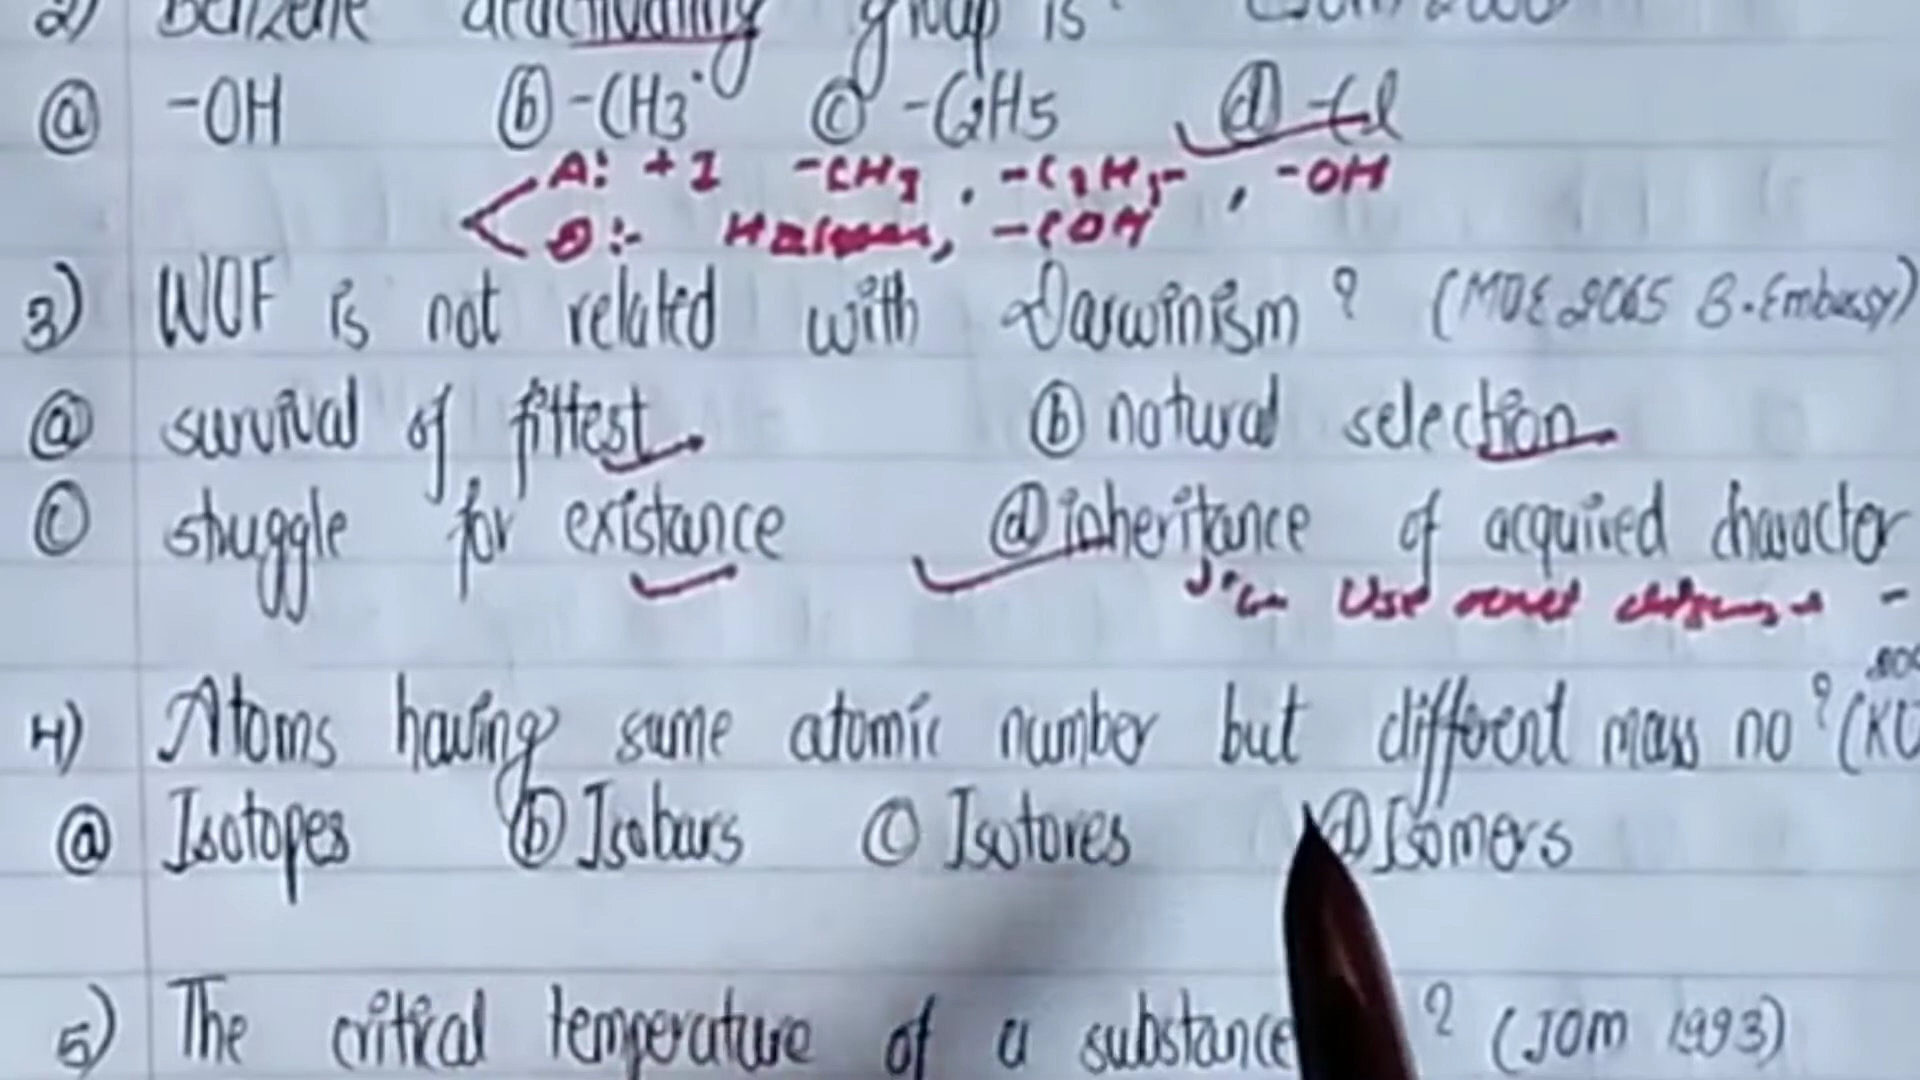 2) Benzene deactivating group is
ⓐ -OH ⓑ -CH3 ⓒ -C2H5 ⓓ -Cl
A: +I -CH3, -C2H5-, -OH
D:- Halogen, -COH
3) WOF is not related with Darwinism? (MOE 2065 B.Embassy)
ⓐ survival of fittest ⓑ natural selection
ⓒ struggle for existance ⓓ inheritance of acquired character
Use
4) Atoms having same atomic number but different mass no? (KU
ⓐ Isotopes ⓑ Isobars ⓒ Isotores ⓓ Isomers
5) The critical temperature of a substance ? (JOM 1993)